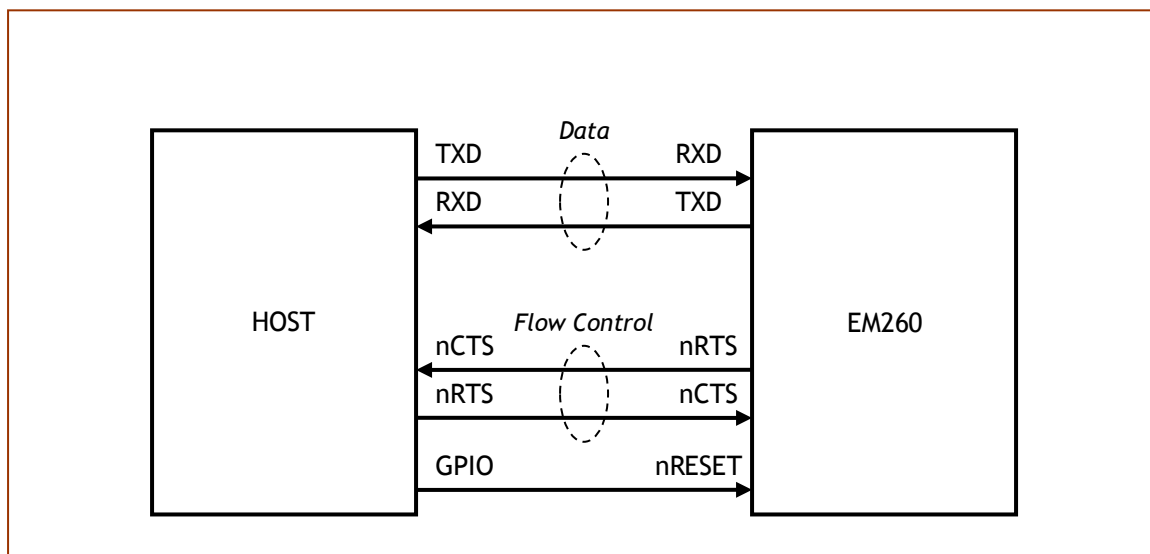 Data
TXD RXD
RXD TXD
HOST Flow Control EM260
nCTS nRTS
nRTS nCTS
GPIO nRESET